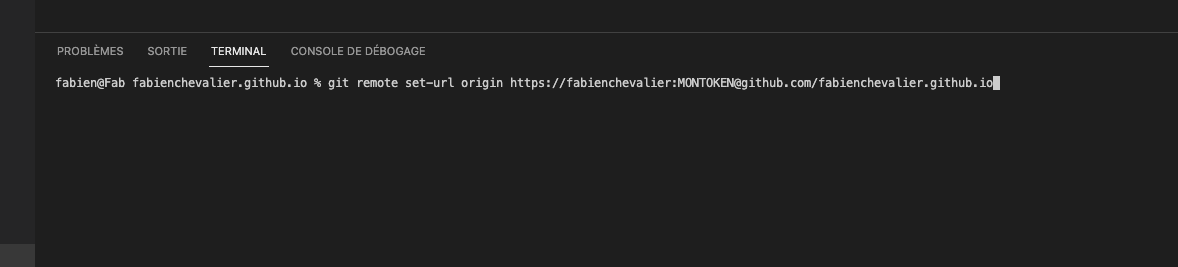 PROBLÈMES SORTIE TERMINAL CONSOLE DE DÉBOGAGE
fabien@Fab fabienchevalier.github.io % git remote set-url origin https://fabienchevalier:MONTOKEN@github.com/fabienchevalier.github.io